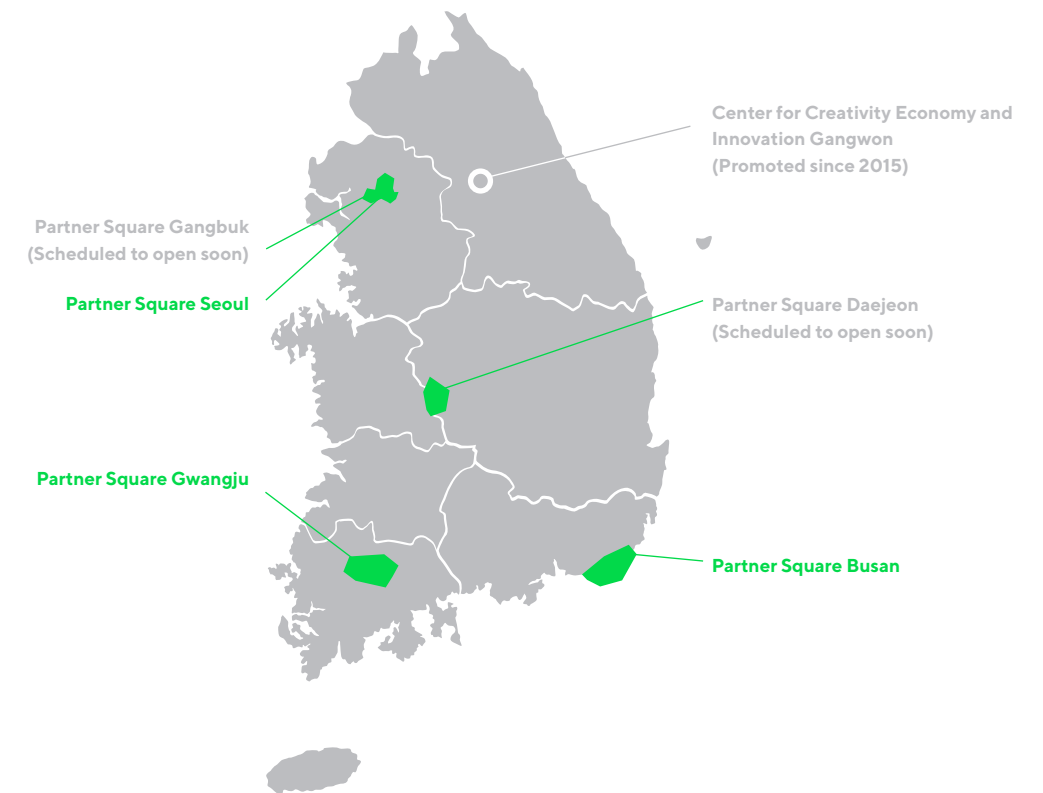 Center for Creativity Economy and
Innovation Gangwon
(Promoted since 2015)
Partner Square Gangbuk
(Scheduled to open soon)
Partner Square Seoul
Partner Square Daejeon
(Scheduled to open soon)
Partner Square Gwangju
Partner Square Busan